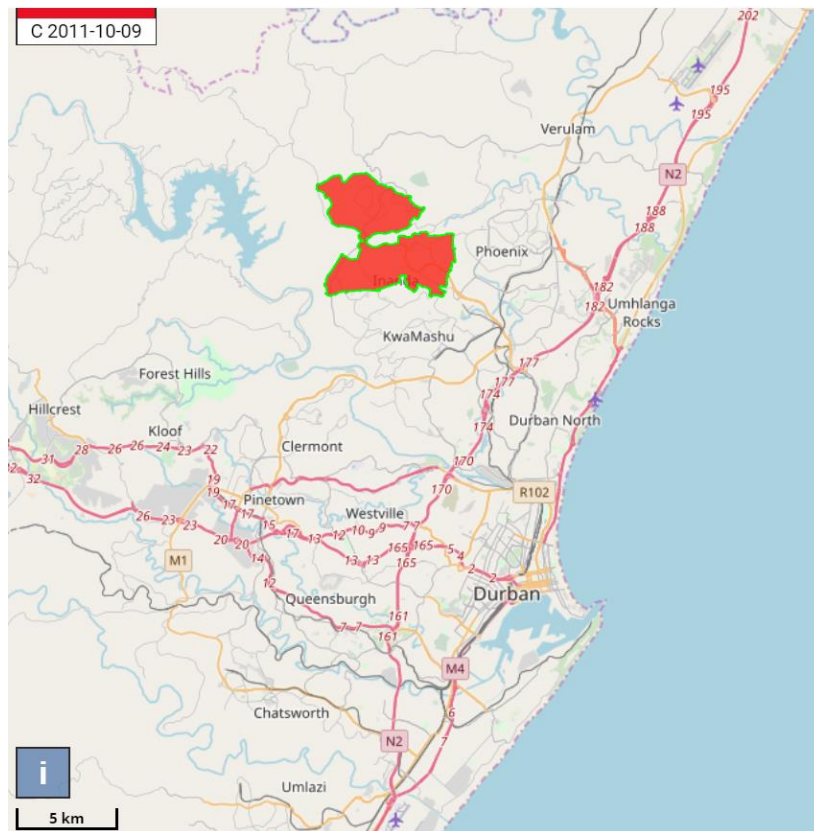 C 2011-10-09
202
195
195
Verulam
N2
188
188
Phoenix
Inanda
182
182
Umhlanga
Rocks
KwaMashu
177
177
Forest Hills
174
174
Hillcrest
Durban North
Kloof
Clermont
28
26
26
24
23
22
31
32
32
19
19
170
170
R102
Pinetown
17
17
Westville
26
23
23
15
17
13
12
10
9
9
7
7
20
20
165
165
5
4
M1
14
13
13
165
2
2
12
Durban
Queensburgh
161
7
7
161
M4
Chatsworth
6
N2
7
i
Umlazi
5 km